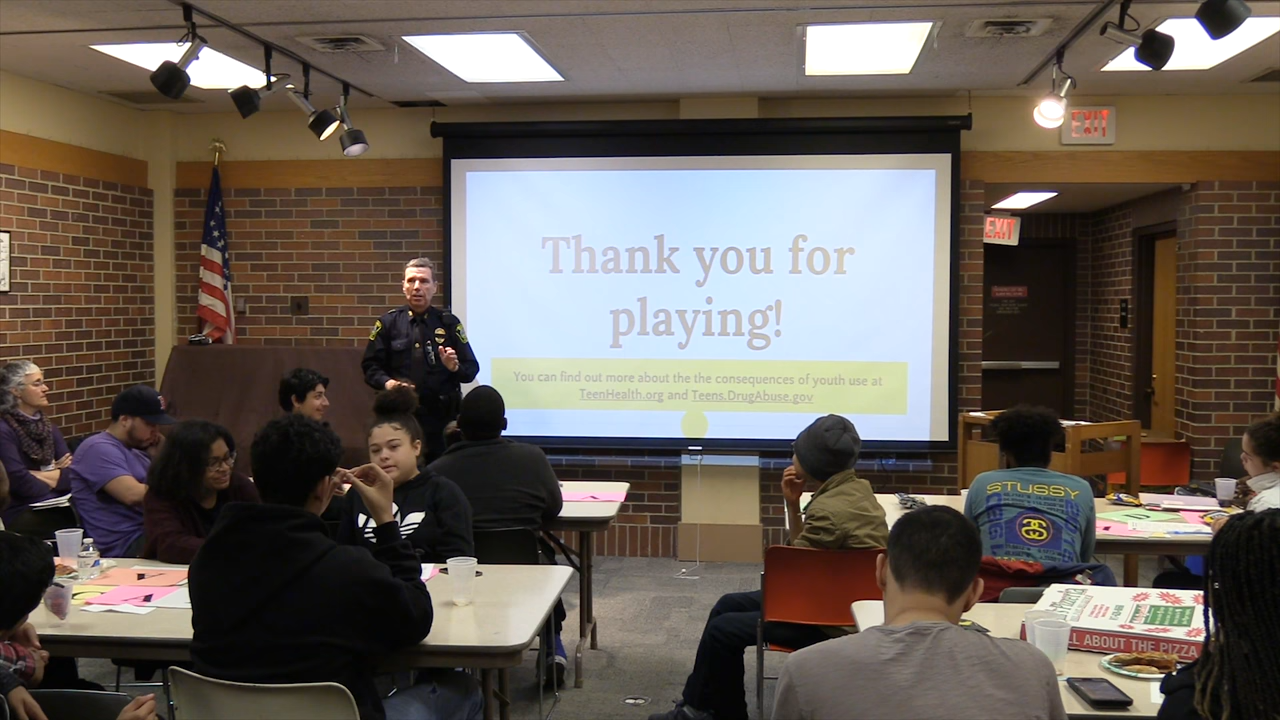 EXIT
EXIT
Thank you for
playing!
You can find out more about the the consequences of youth use at
TeenHealth.org and Teens.DrugAbuse.gov
STUSSY
ALL ABOUT THE PIZZA